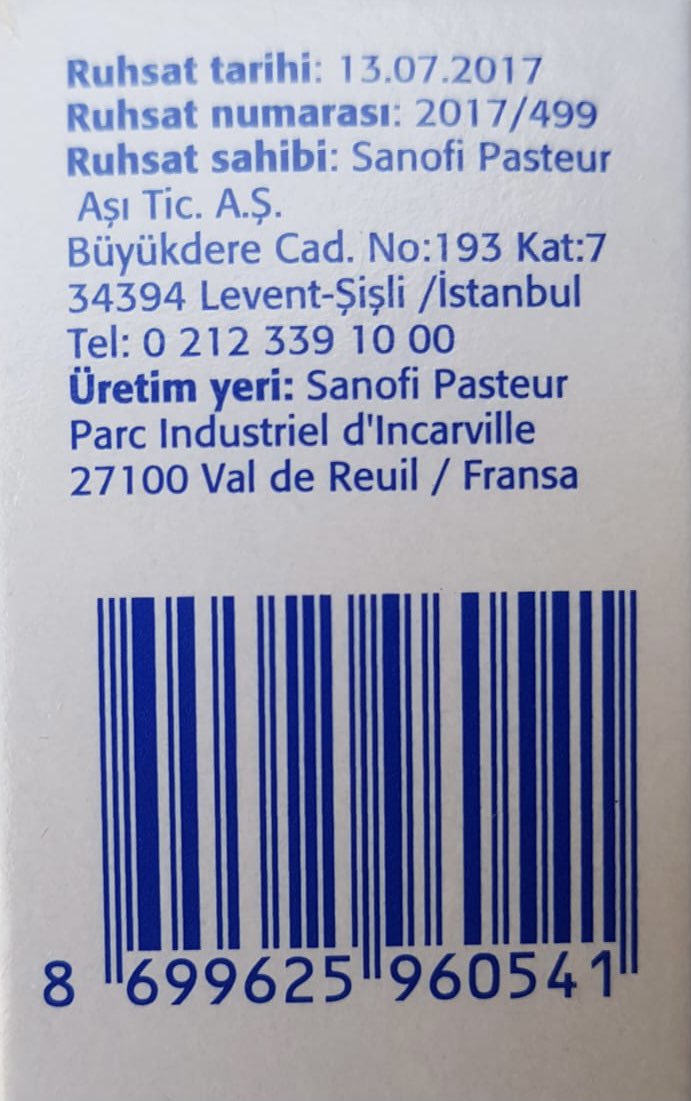 Ruhsat tarihi: 13.07.2017
Ruhsat numarası: 2017/499
Ruhsat sahibi: Sanofi Pasteur
Aşı Tic. A.Ş.
Büyükdere Cad. No:193 Kat:7
34394 Levent-Şişli /İstanbul
Tel: 0 212 339 10 00
Üretim yeri: Sanofi Pasteur
Parc Industriel d'Incarville
27100 Val de Reuil / Fransa
8 699625 960541